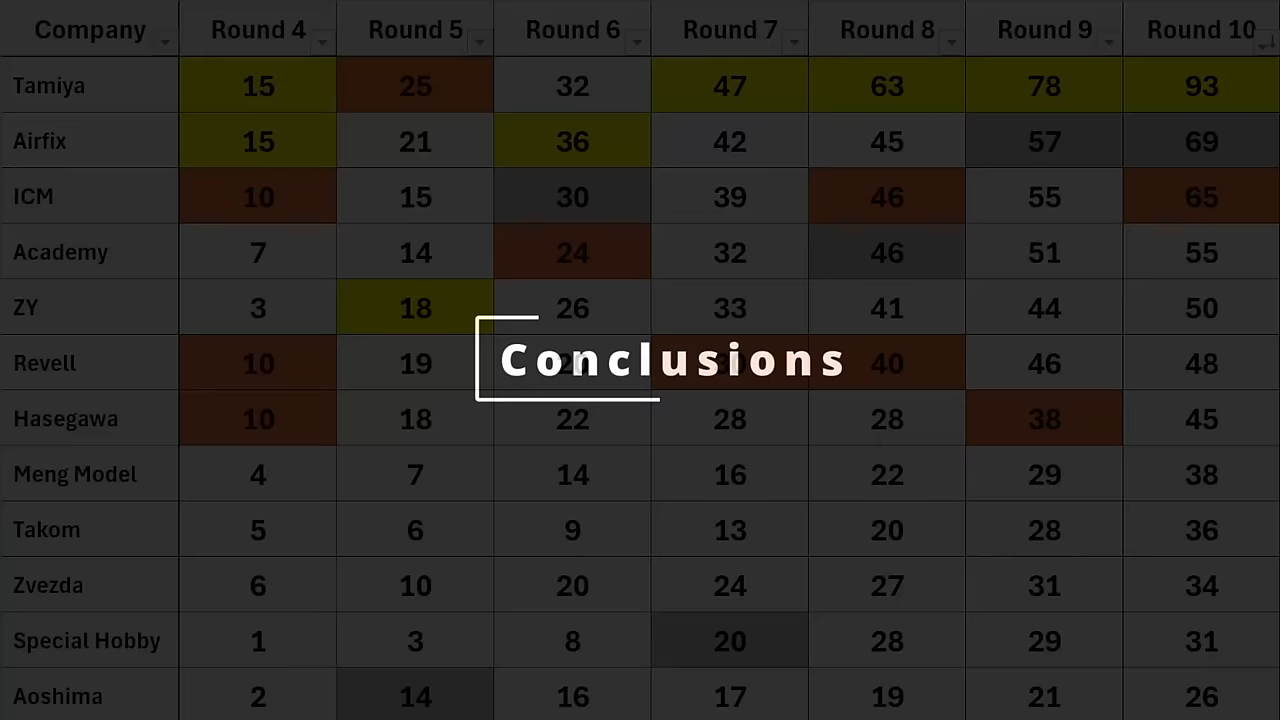 Company Round 4 Round 5 Round 6 Round 7 Round 8 Round 9 Round 10
Tamiya 15 25 32 47 63 78 93
Airfix 15 21 36 42 45 57 69
ICM 10 15 30 39 46 55 65
Academy 7 14 24 32 46 51 55
ZY 3 18 26 33 41 44 50
Conclusions
Revell 10 19 40 46 48
Hasegawa 10 18 22 28 28 38 45
Meng Model 4 7 14 16 22 29 38
Takom 5 6 9 13 20 28 36
Zvezda 6 10 20 24 27 31 34
Special Hobby 1 3 8 20 28 29 31
Aoshima 2 14 16 17 19 21 26